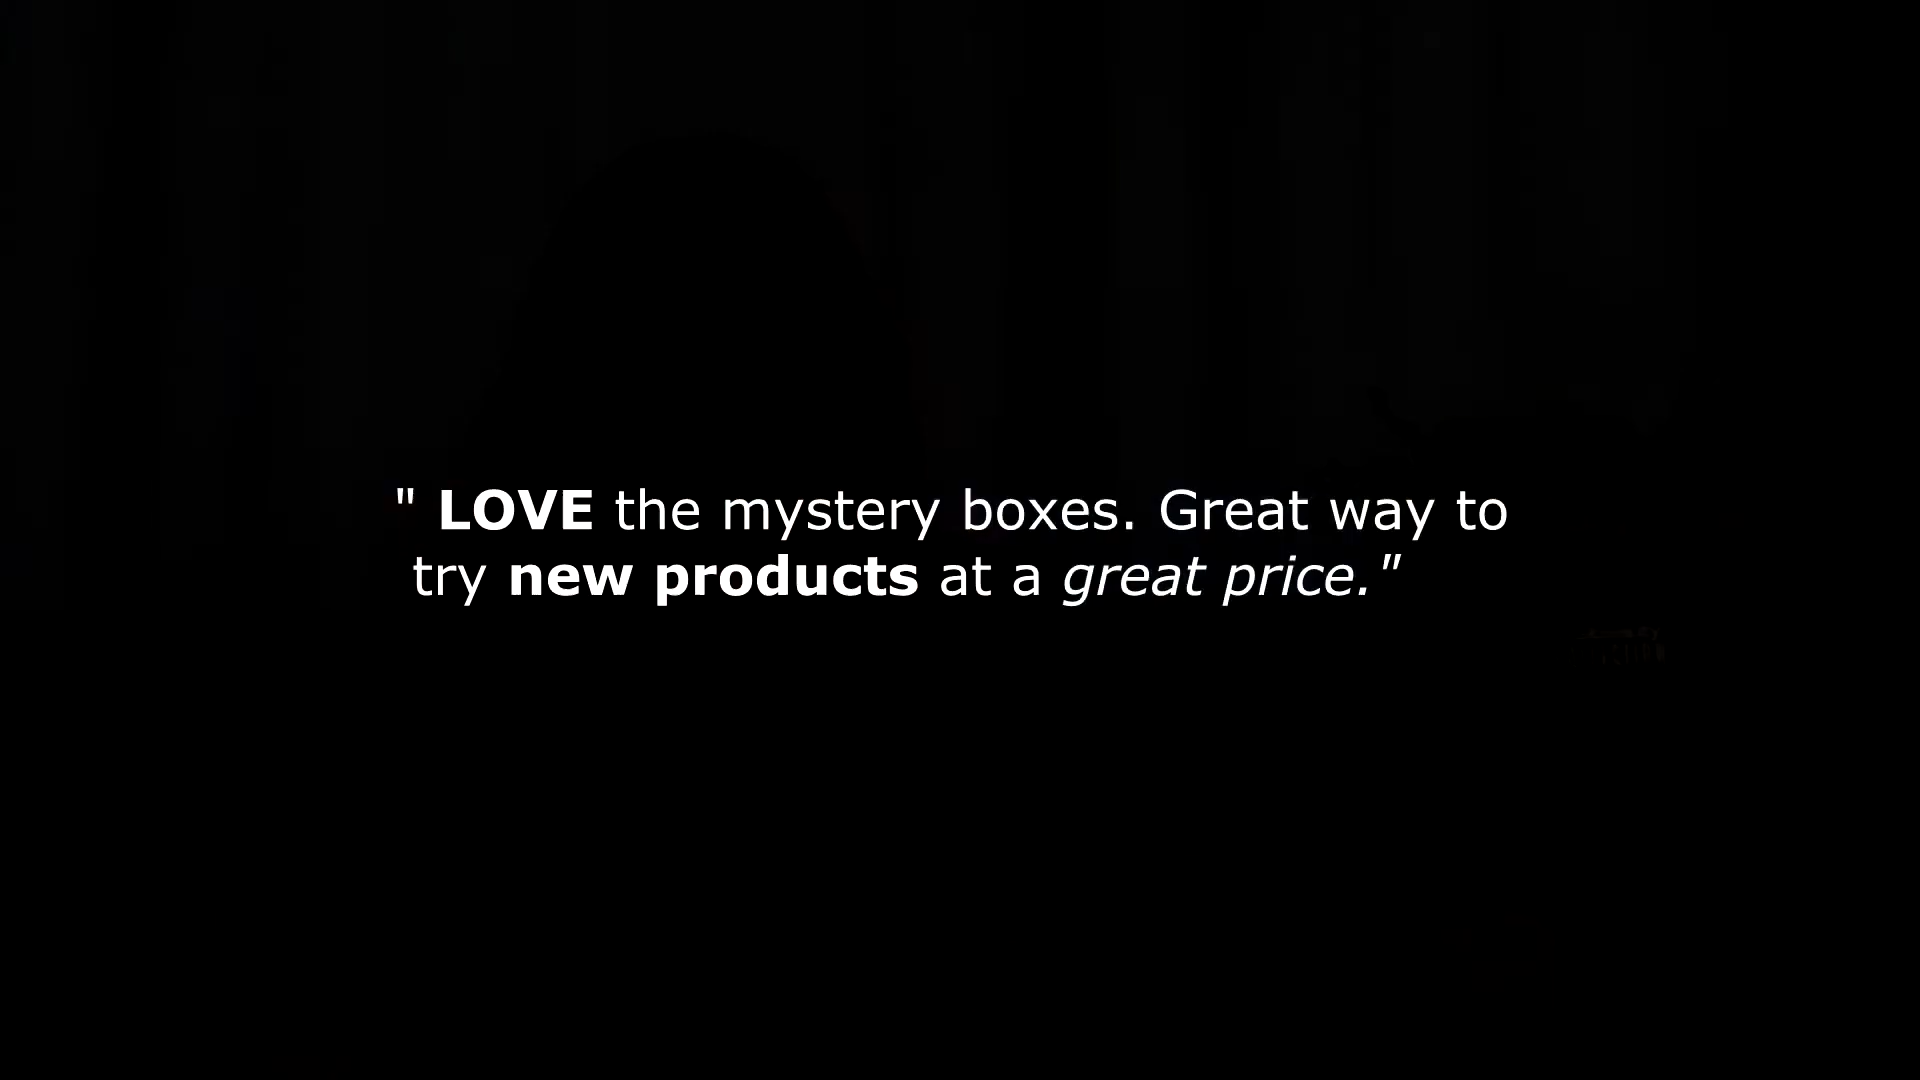 " LOVE the mystery boxes. Great way to
try new products at a great price."